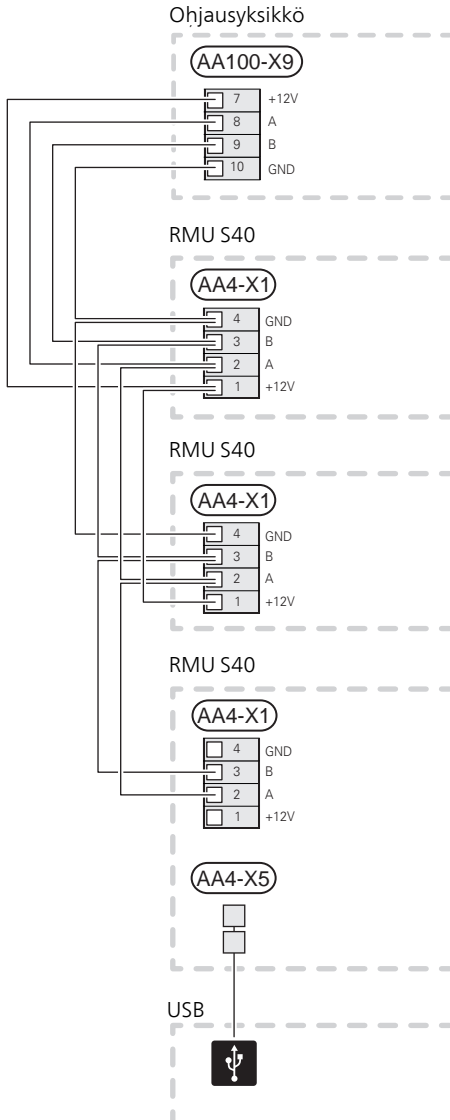 Ohjausyksikkö
AA100-X9
7 +12V
8 A
9 B
10 GND
RMU S40
AA4-X1
4 GND
3 B
2 A
1 +12V
RMU S40
AA4-X1
4 GND
3 B
2 A
1 +12V
RMU S40
AA4-X1
4 GND
3 B
2 A
1 +12V
AA4-X5
USB